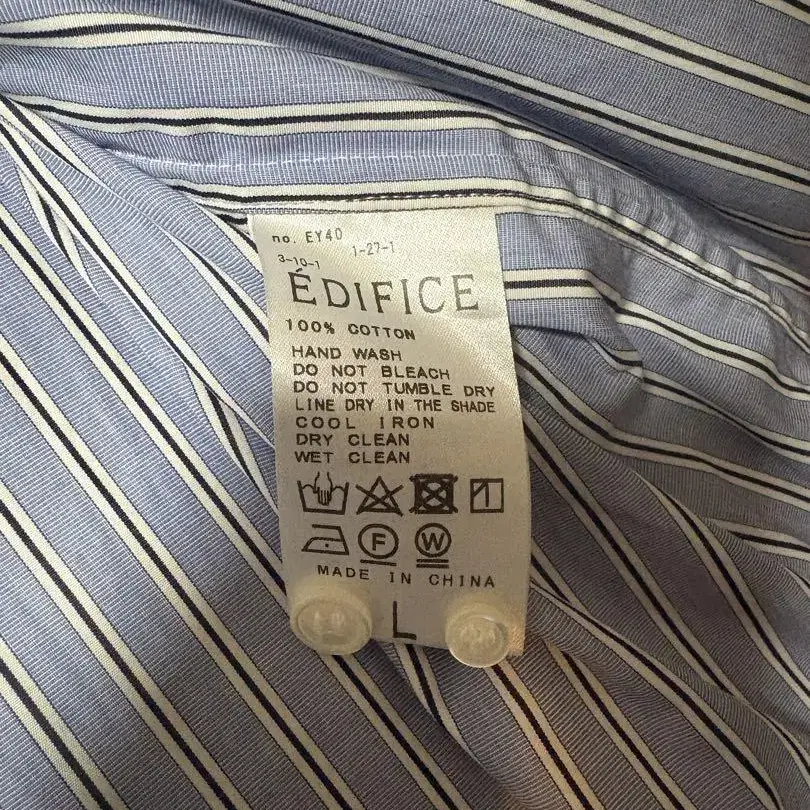 no. EY40
1-27-1
3-10-1
ÉDIFICE
100% COTTON
HAND WASH
DO NOT BLEACH
DO NOT TUMBLE DRY
LINE DRY IN THE SHADE
COOL IRON
DRY CLEAN
WET CLEAN
F W
MADE IN CHINA
L